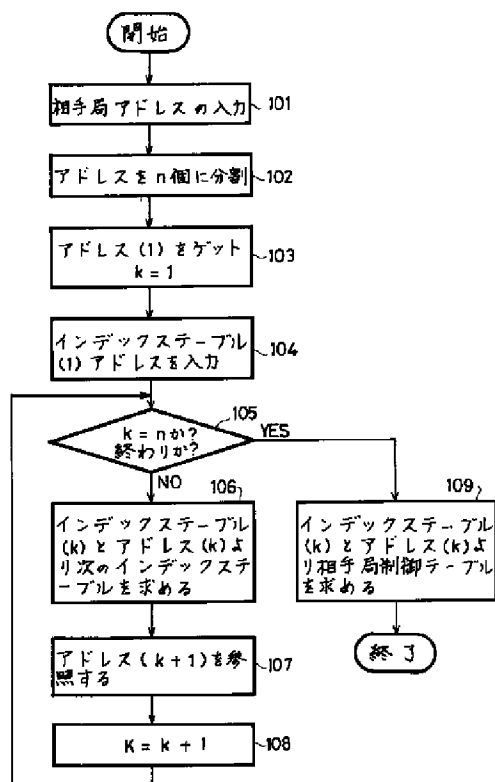 開始
相手局アドレスの入力
101
アドレスをn個に分割
102
アドレス(1)をゲット
k=1
103
インデックステーブル
(1)アドレスを入力
104
105
k=nか?
終わりか?
YES
NO
106
インデックステーブル
(k)とアドレス(k)よ
り次のインデックステ
ーブルを求める
109
インデックステーブル
(k)とアドレス(k)よ
り相手局制御テーブル
を求める
アドレス(k+1)を参
照する
107
終了
K=k+1
108